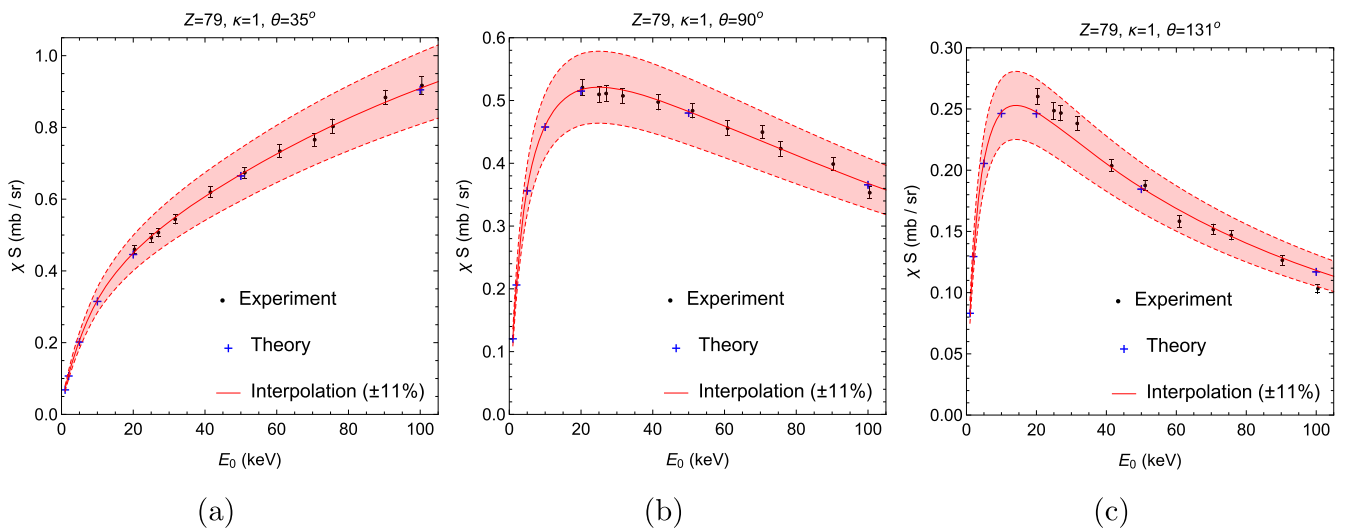 Z=79, κ=1, θ=35°
χ S (mb / sr)
1.0
0.8
0.6
0.4
0.2
0.0
Experiment
Theory
Interpolation (±11%)
0 20 40 60 80 100
E₀ (keV)
(a)
Z=79, κ=1, θ=90°
χ S (mb / sr)
0.6
0.5
0.4
0.3
0.2
0.1
0.0
Experiment
Theory
Interpolation (±11%)
0 20 40 60 80 100
E₀ (keV)
(b)
Z=79, κ=1, θ=131°
χ S (mb / sr)
0.30
0.25
0.20
0.15
0.10
0.05
0.00
Experiment
Theory
Interpolation (±11%)
0 20 40 60 80 100
E₀ (keV)
(c)